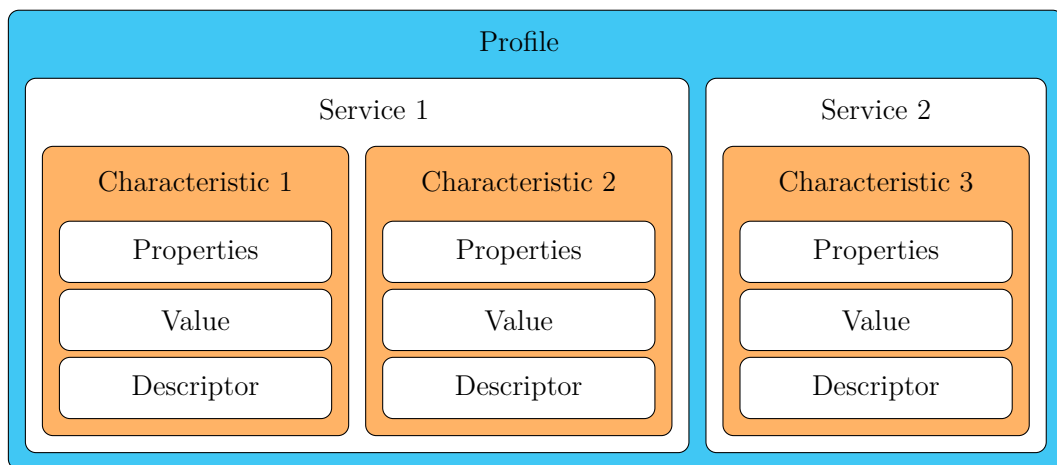 Profile
Service 1
Characteristic 1
Properties
Value
Descriptor
Characteristic 2
Properties
Value
Descriptor
Service 2
Characteristic 3
Properties
Value
Descriptor